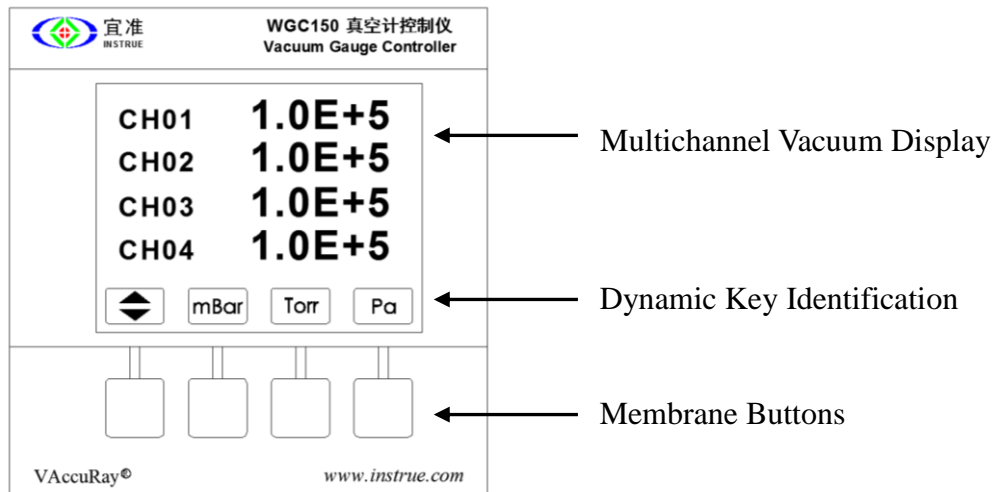 宜准
INSTRUE
WGC150 真空计控制仪
Vacuum Gauge Controller
CH01 1.0E+5
CH02 1.0E+5
CH03 1.0E+5
CH04 1.0E+5
mBar Torr Pa
VAccuRay®
www.instrue.com
Multichannel Vacuum Display
Dynamic Key Identification
Membrane Buttons